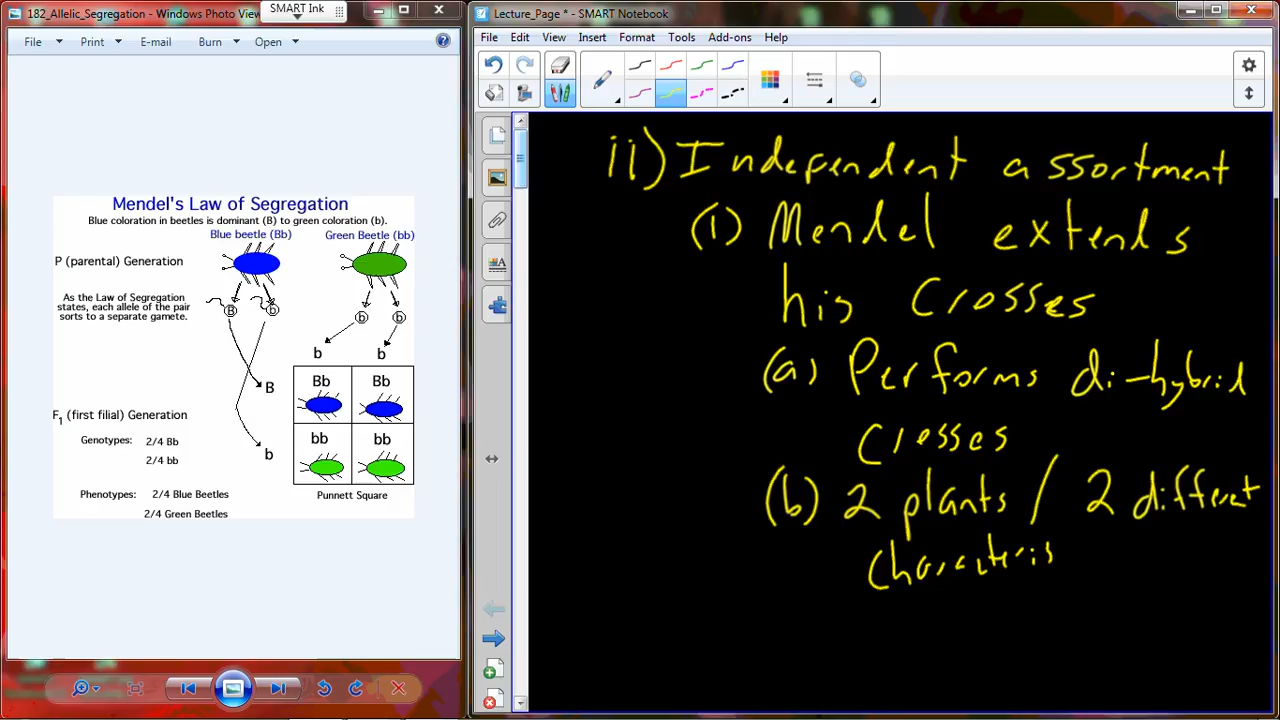 182_Allelic_Segregation - Windows Photo View
SMART Ink
File Print E-mail Burn Open
Mendel's Law of Segregation
Blue coloration in beetles is dominant (B) to green coloration (b).
Blue beetle (Bb) Green Beetle (bb)
P (parental) Generation
As the Law of Segregation
states, each allele of the pair
sorts to a separate gamete.
B b b b
b b
B
b
Bb Bb
bb bb
F1 (first filial) Generation
Genotypes: 2/4 Bb
2/4 bb
Phenotypes: 2/4 Blue Beetles
2/4 Green Beetles
Punnett Square
Lecture_Page * - SMART Notebook
File Edit View Insert Format Tools Add-ons Help
ii) Independent assortment
(1) Mendel extends
his crosses
(a) Performs di-hybrid
crosses
(b) 2 plants / 2 different
characteris